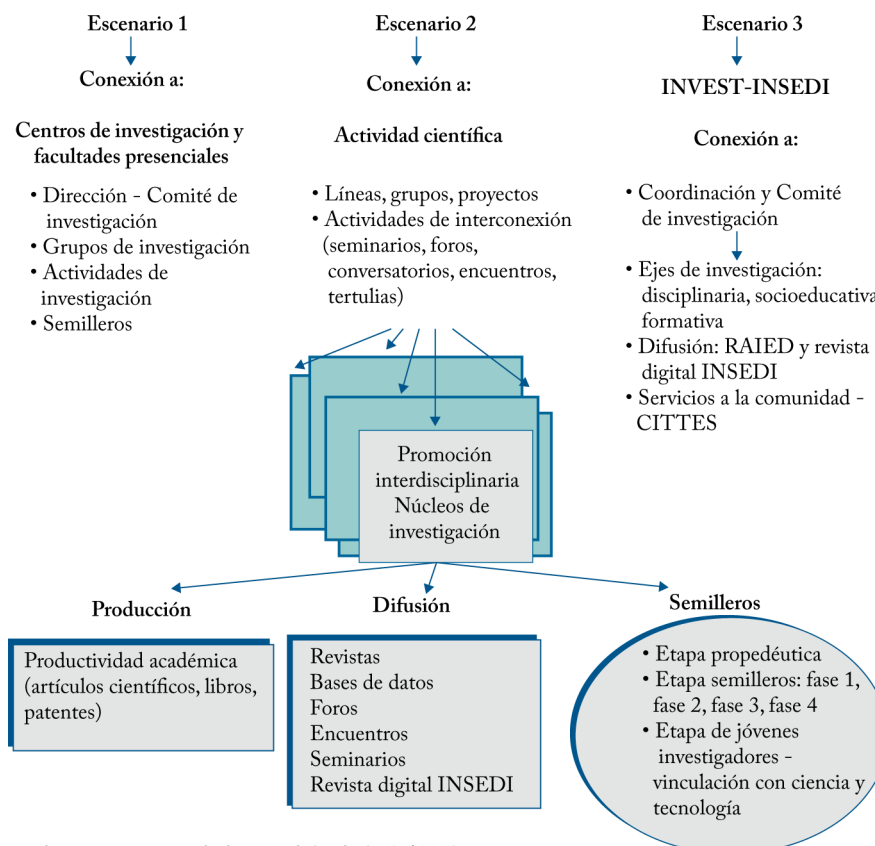 Escenario 1
Conexión a:
Centros de investigación y
facultades presenciales
• Dirección - Comité de
investigación
• Grupos de investigación
• Actividades de
investigación
• Semilleros
Escenario 2
Conexión a:
Actividad científica
• Líneas, grupos, proyectos
• Actividades de interconexión
(seminarios, foros,
conversatorios, encuentros,
tertulias)
Escenario 3
INVEST-INSEDI
Conexión a:
• Coordinación y Comité
de investigación
• Ejes de investigación:
disciplinaria, socioeducativa
formativa
• Difusión: RAIED y revista
digital INSEDI
• Servicios a la comunidad -
CITTES
Promoción
interdisciplinaria
Núcleos de
investigación
Producción
Productividad académica
(artículos científicos, libros,
patentes)
Difusión
Revistas
Bases de datos
Foros
Encuentros
Seminarios
Revista digital INSEDI
Semilleros
• Etapa propedéutica
• Etapa semilleros: fase 1,
fase 2, fase 3, fase 4
• Etapa de jóvenes
investigadores -
vinculación con ciencia y
tecnología